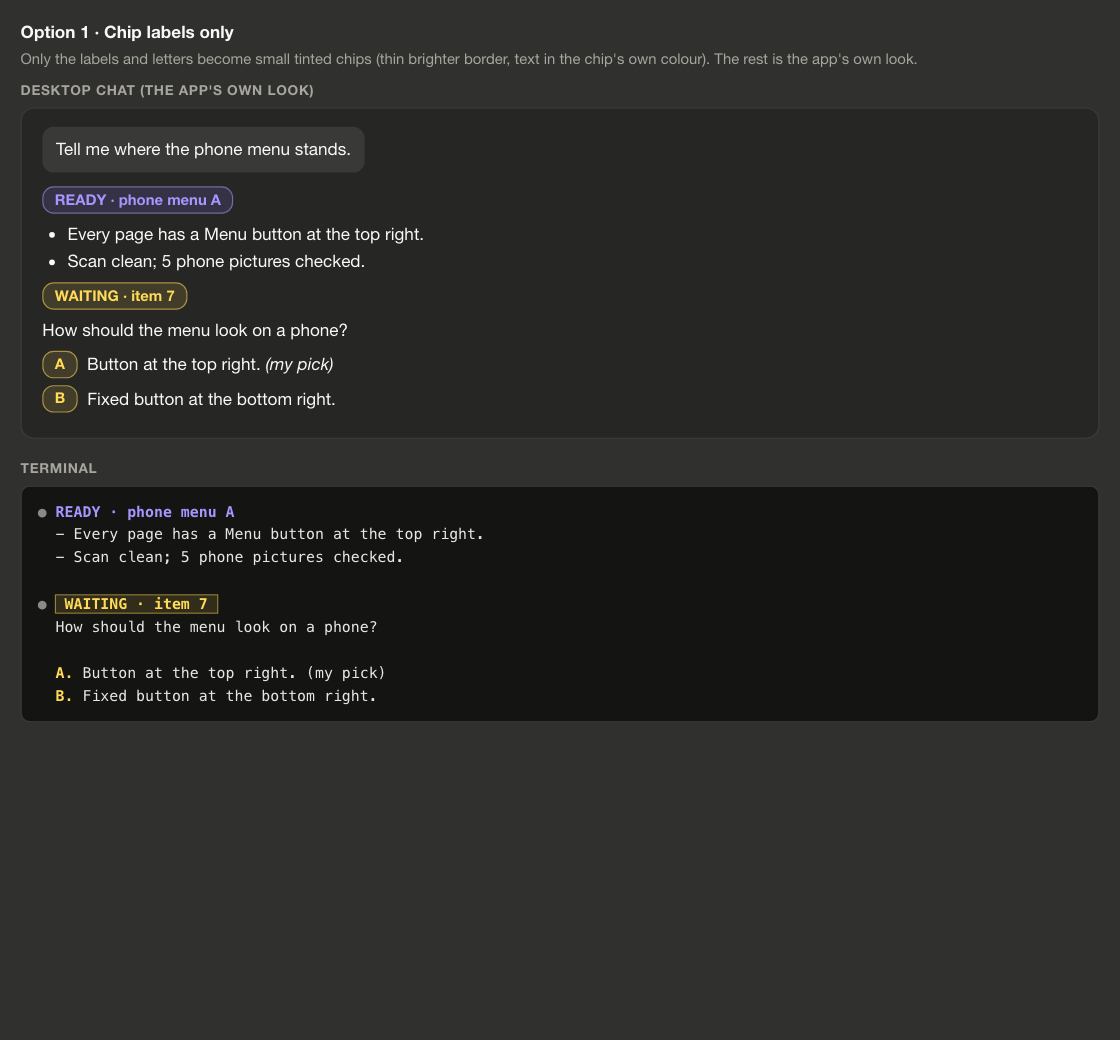 Option 1 · Chip labels only
Only the labels and letters become small tinted chips (thin brighter border, text in the chip's own colour). The rest is the app's own look.
DESKTOP CHAT (THE APP'S OWN LOOK)
Tell me where the phone menu stands.
READY · phone menu A
• Every page has a Menu button at the top right.
• Scan clean; 5 phone pictures checked.
WAITING · item 7
How should the menu look on a phone?
A Button at the top right. (my pick)
B Fixed button at the bottom right.
TERMINAL
● READY · phone menu A
– Every page has a Menu button at the top right.
– Scan clean; 5 phone pictures checked.
● WAITING · item 7
How should the menu look on a phone?
A. Button at the top right. (my pick)
B. Fixed button at the bottom right.